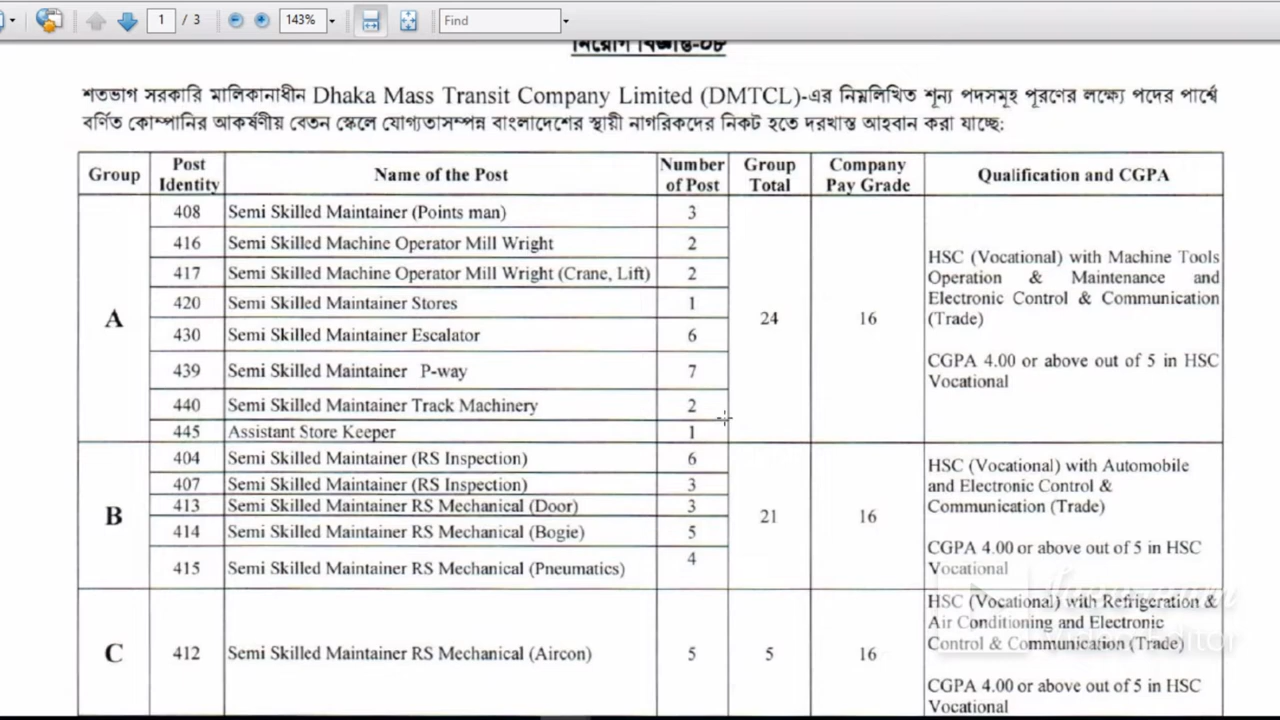 1 / 3 143% Find
নিয়োগ বিজ্ঞপ্তি-০৮
শতভাগ সরকারি মালিকানাধীন Dhaka Mass Transit Company Limited (DMTCL)-এর নিম্নলিখিত শূন্য পদসমূহ পূরণের লক্ষ্যে পদের পার্শ্বে
বর্ণিত কোম্পানির আকর্ষণীয় বেতন স্কেলে যোগ্যতাসম্পন্ন বাংলাদেশের স্থায়ী নাগরিকদের নিকট হতে দরখাস্ত আহবান করা যাচ্ছে:
Group Post Identity Name of the Post Number of Post Group Total Company Pay Grade Qualification and CGPA
A
408 Semi Skilled Maintainer (Points man) 3
416 Semi Skilled Machine Operator Mill Wright 2
417 Semi Skilled Machine Operator Mill Wright (Crane, Lift) 2
420 Semi Skilled Maintainer Stores 1
430 Semi Skilled Maintainer Escalator 6
439 Semi Skilled Maintainer P-way 7
440 Semi Skilled Maintainer Track Machinery 2
445 Assistant Store Keeper 1
24 16
HSC (Vocational) with Machine Tools
Operation & Maintenance and
Electronic Control & Communication
(Trade)
CGPA 4.00 or above out of 5 in HSC
Vocational
B
404 Semi Skilled Maintainer (RS Inspection) 6
407 Semi Skilled Maintainer (RS Inspection) 3
413 Semi Skilled Maintainer RS Mechanical (Door) 3
414 Semi Skilled Maintainer RS Mechanical (Bogie) 5
415 Semi Skilled Maintainer RS Mechanical (Pneumatics) 4
21 16
HSC (Vocational) with Automobile
and Electronic Control &
Communication (Trade)
CGPA 4.00 or above out of 5 in HSC
Vocational
C
412 Semi Skilled Maintainer RS Mechanical (Aircon) 5
5 16
HSC (Vocational) with Refrigeration &
Air Conditioning and Electronic
Control & Communication (Trade)
CGPA 4.00 or above out of 5 in HSC
Vocational